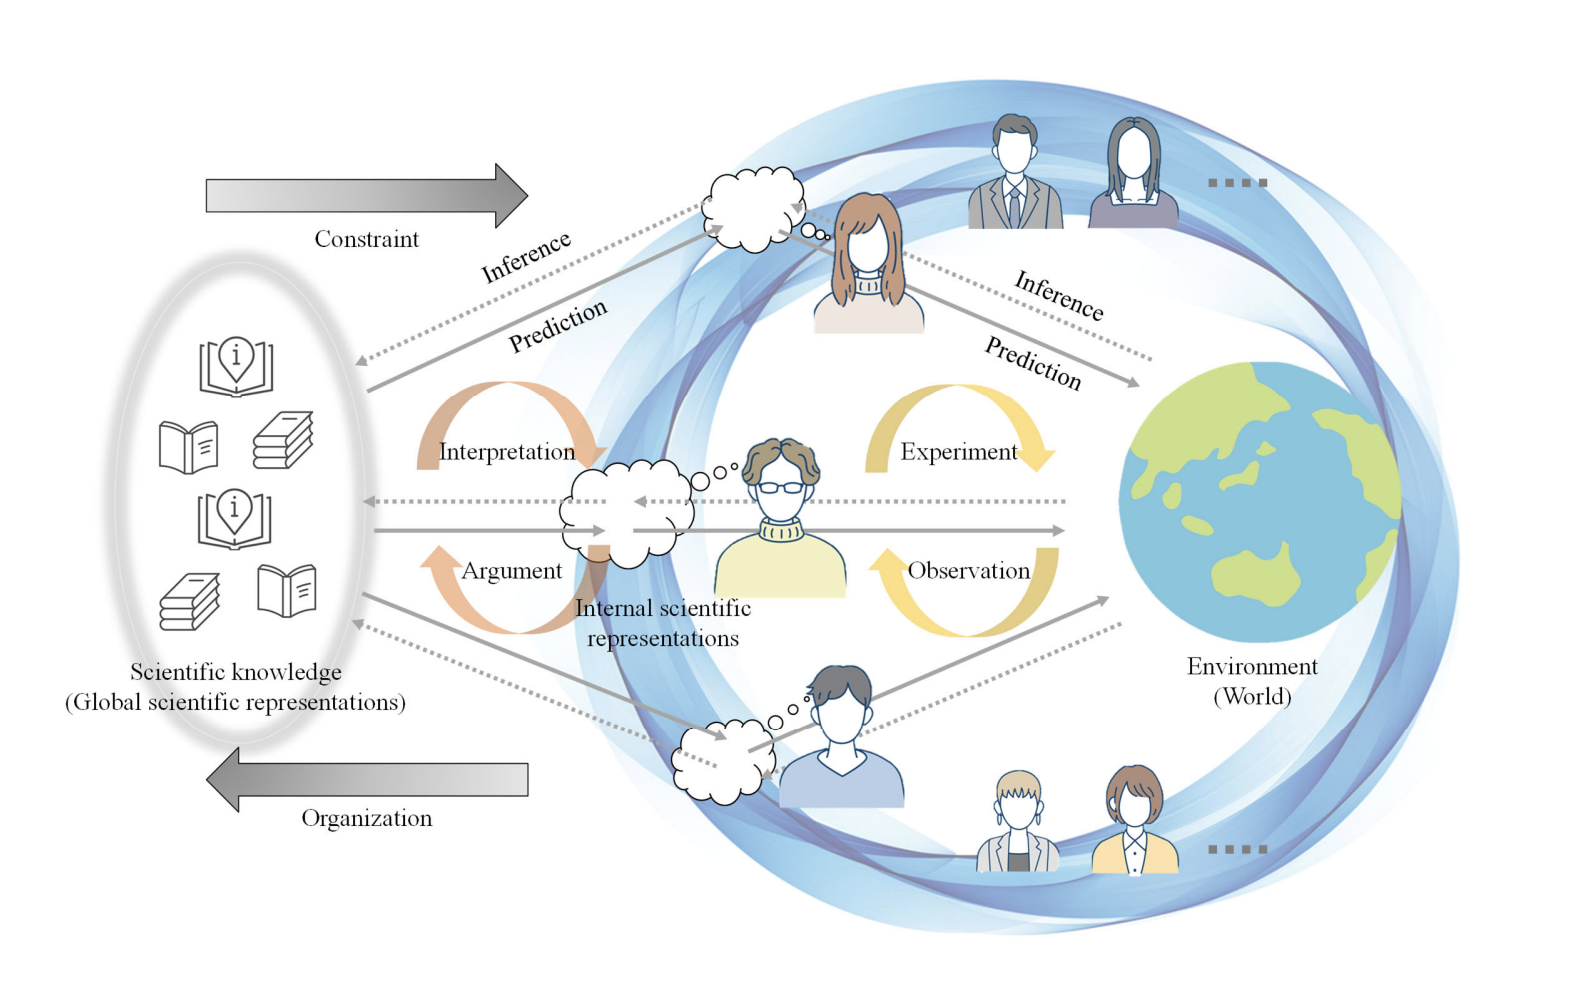 Constraint
Inference
Prediction
Inference
Prediction
Interpretation
Experiment
Argument
Observation
Internal scientific
representations
Scientific knowledge
(Global scientific representations)
Environment
(World)
Organization
i
i